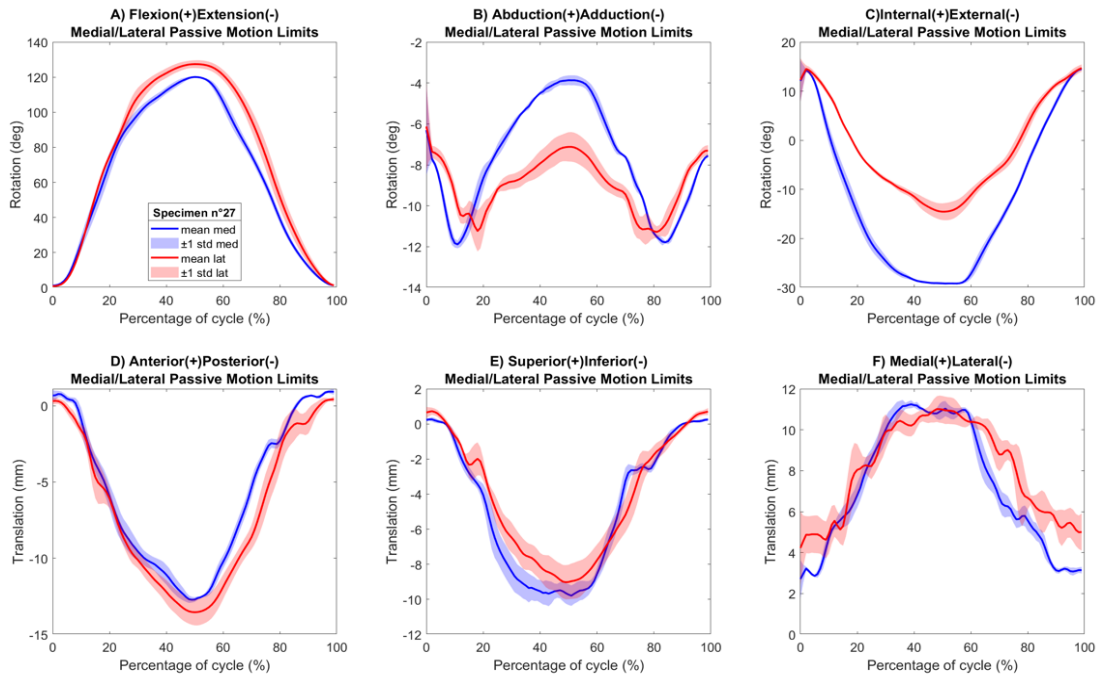 A) Flexion(+)Extension(-)
Medial/Lateral Passive Motion Limits
140
120
100
80
60
40
20
0
Rotation (deg)
Specimen n°27
mean med
±1 std med
mean lat
±1 std lat
0 20 40 60 80 100
Percentage of cycle (%)
B) Abduction(+)Adduction(-)
Medial/Lateral Passive Motion Limits
-2
-4
-6
-8
-10
-12
-14
Rotation (deg)
0 20 40 60 80 100
Percentage of cycle (%)
C)Internal(+)External(-)
Medial/Lateral Passive Motion Limits
20
10
0
-10
-20
-30
Rotation (deg)
0 20 40 60 80 100
Percentage of cycle (%)
D) Anterior(+)Posterior(-)
Medial/Lateral Passive Motion Limits
0
-5
-10
-15
Translation (mm)
0 20 40 60 80 100
Percentage of cycle (%)
E) Superior(+)Inferior(-)
Medial/Lateral Passive Motion Limits
0
-2
-4
-6
-8
-10
-12
Translation (mm)
0 20 40 60 80 100
Percentage of cycle (%)
F) Medial(+)Lateral(-)
Medial/Lateral Passive Motion Limits
12
10
8
6
4
2
0
Translation (mm)
0 20 40 60 80 100
Percentage of cycle (%)